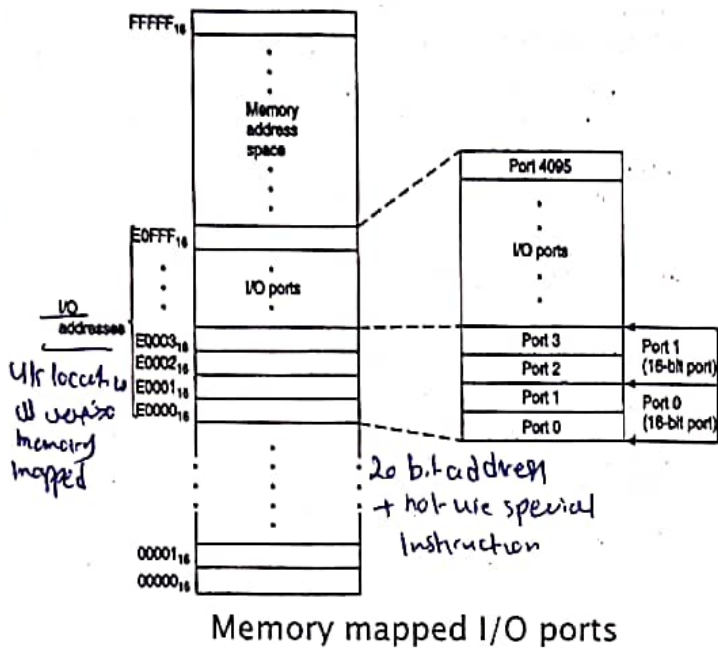 FFFFF₁₆
Memory
address
space
E0FFF₁₆
I/O ports
I/O
addresses
E0003₁₆
E0002₁₆
E0001₁₆
E0000₁₆
memory
mapped
00001₁₆
00000₁₆
20 bit address
+ not use special
Instruction
Port 4095
I/O ports
Port 3
Port 2
Port 1
Port 0
Port 1
(16-bit port)
Port 0
(16-bit port)
Memory mapped I/O ports